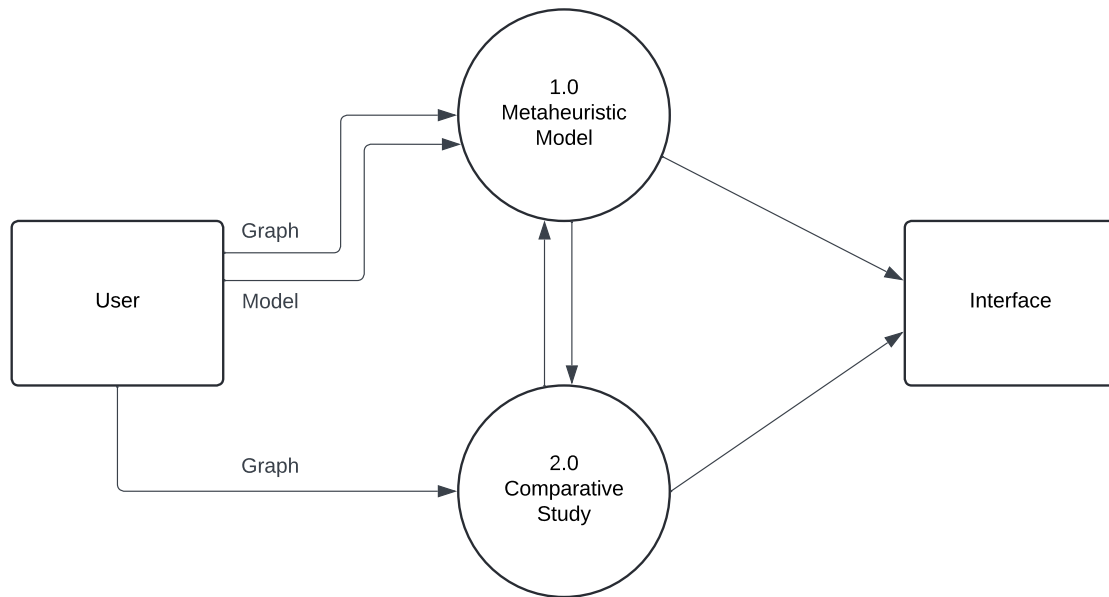 1.0
Metaheuristic
Model
Graph
User
Model
Interface
Graph
2.0
Comparative
Study